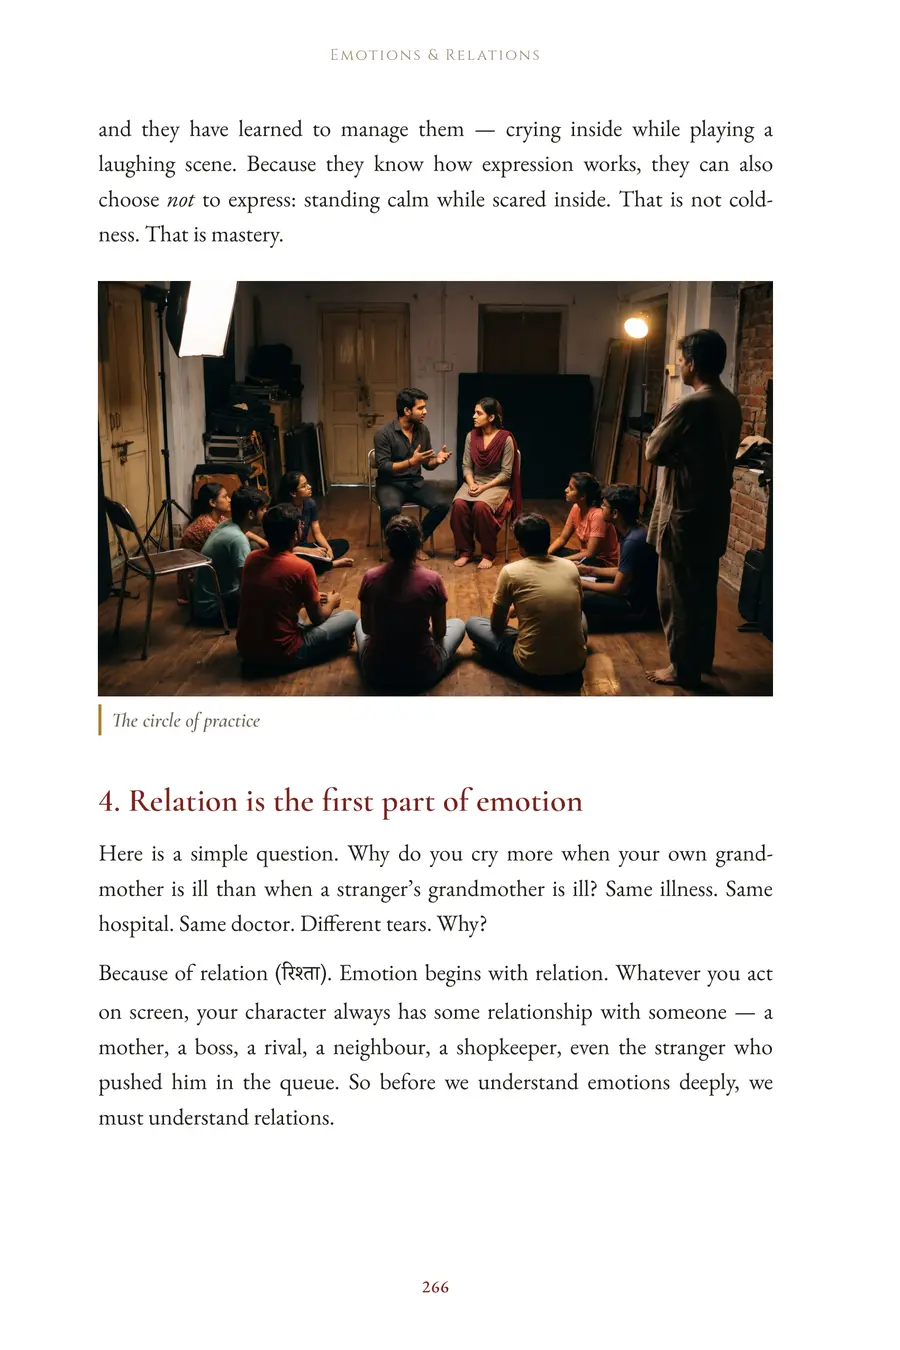 EMOTIONS & RELATIONS
and they have learned to manage them — crying inside while playing a
laughing scene. Because they know how expression works, they can also
choose not to express: standing calm while scared inside. That is not cold-
ness. That is mastery.
The circle of practice
4. Relation is the first part of emotion
Here is a simple question. Why do you cry more when your own grand-
mother is ill than when a stranger’s grandmother is ill? Same illness. Same
hospital. Same doctor. Different tears. Why?
Because of relation (रिश्ता). Emotion begins with relation. Whatever you act
on screen, your character always has some relationship with someone — a
mother, a boss, a rival, a neighbour, a shopkeeper, even the stranger who
pushed him in the queue. So before we understand emotions deeply, we
must understand relations.
266